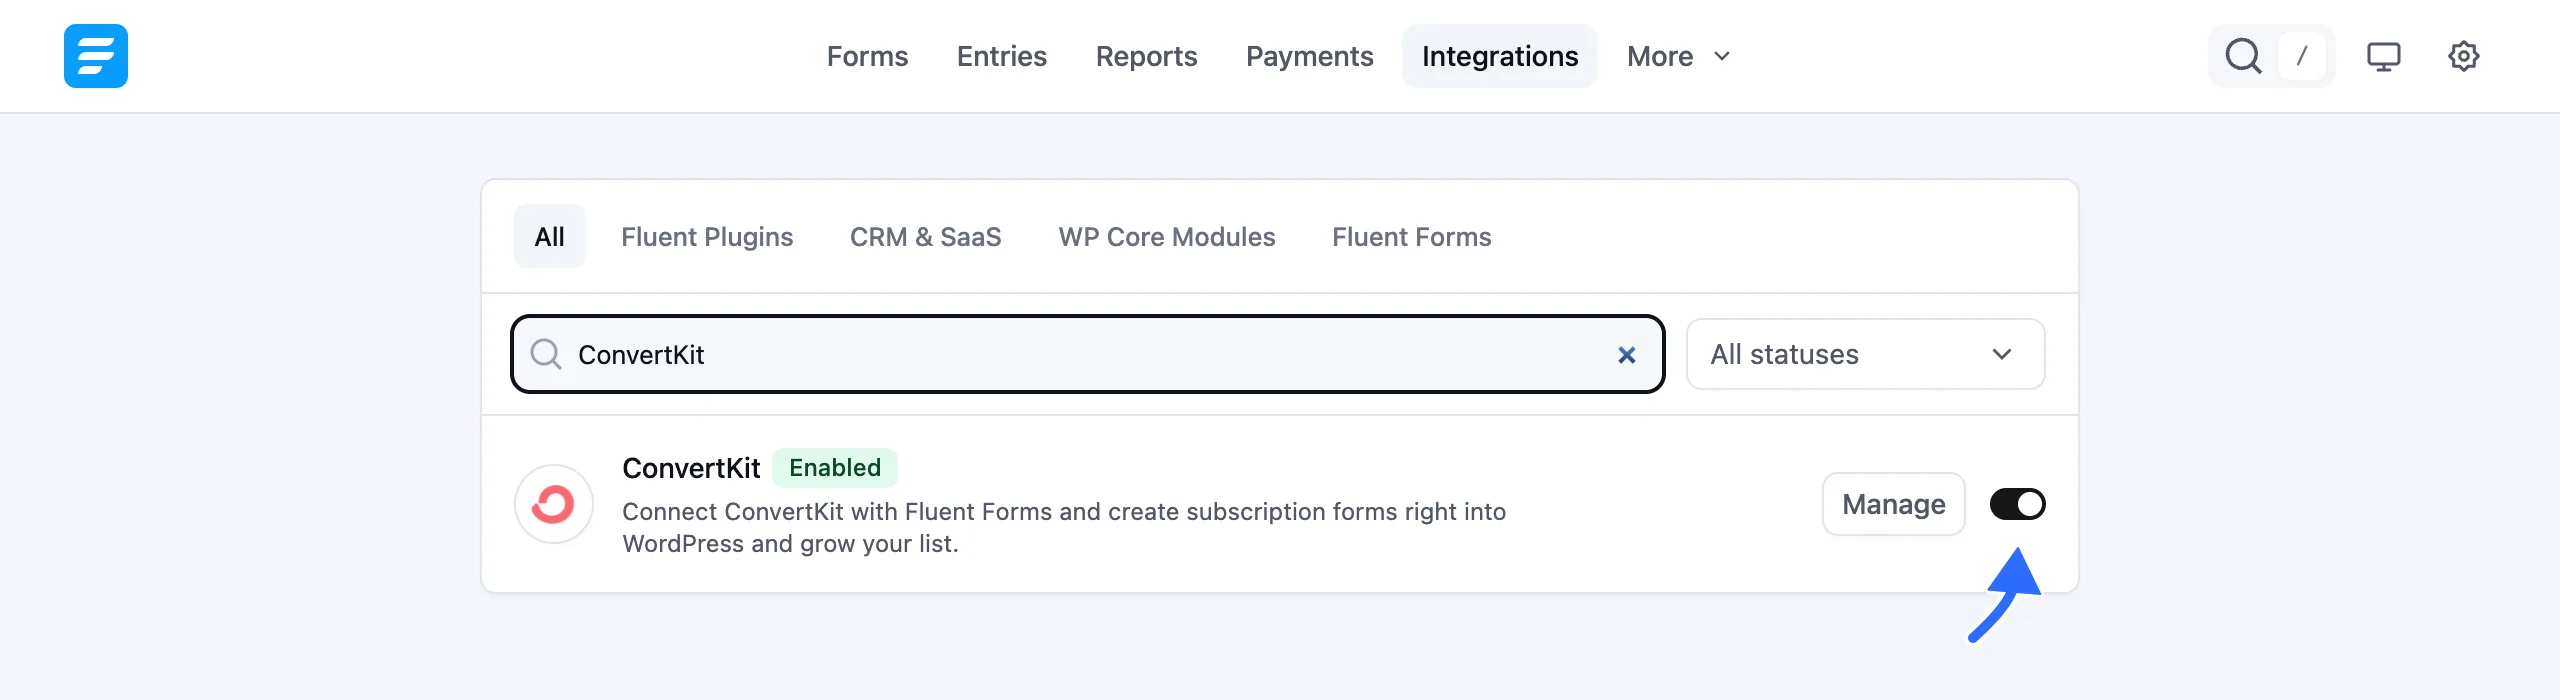 Forms Entries Reports Payments Integrations More /
All Fluent Plugins CRM & SaaS WP Core Modules Fluent Forms
ConvertKit All statuses
ConvertKit Enabled
Connect ConvertKit with Fluent Forms and create subscription forms right into
WordPress and grow your list.
Manage